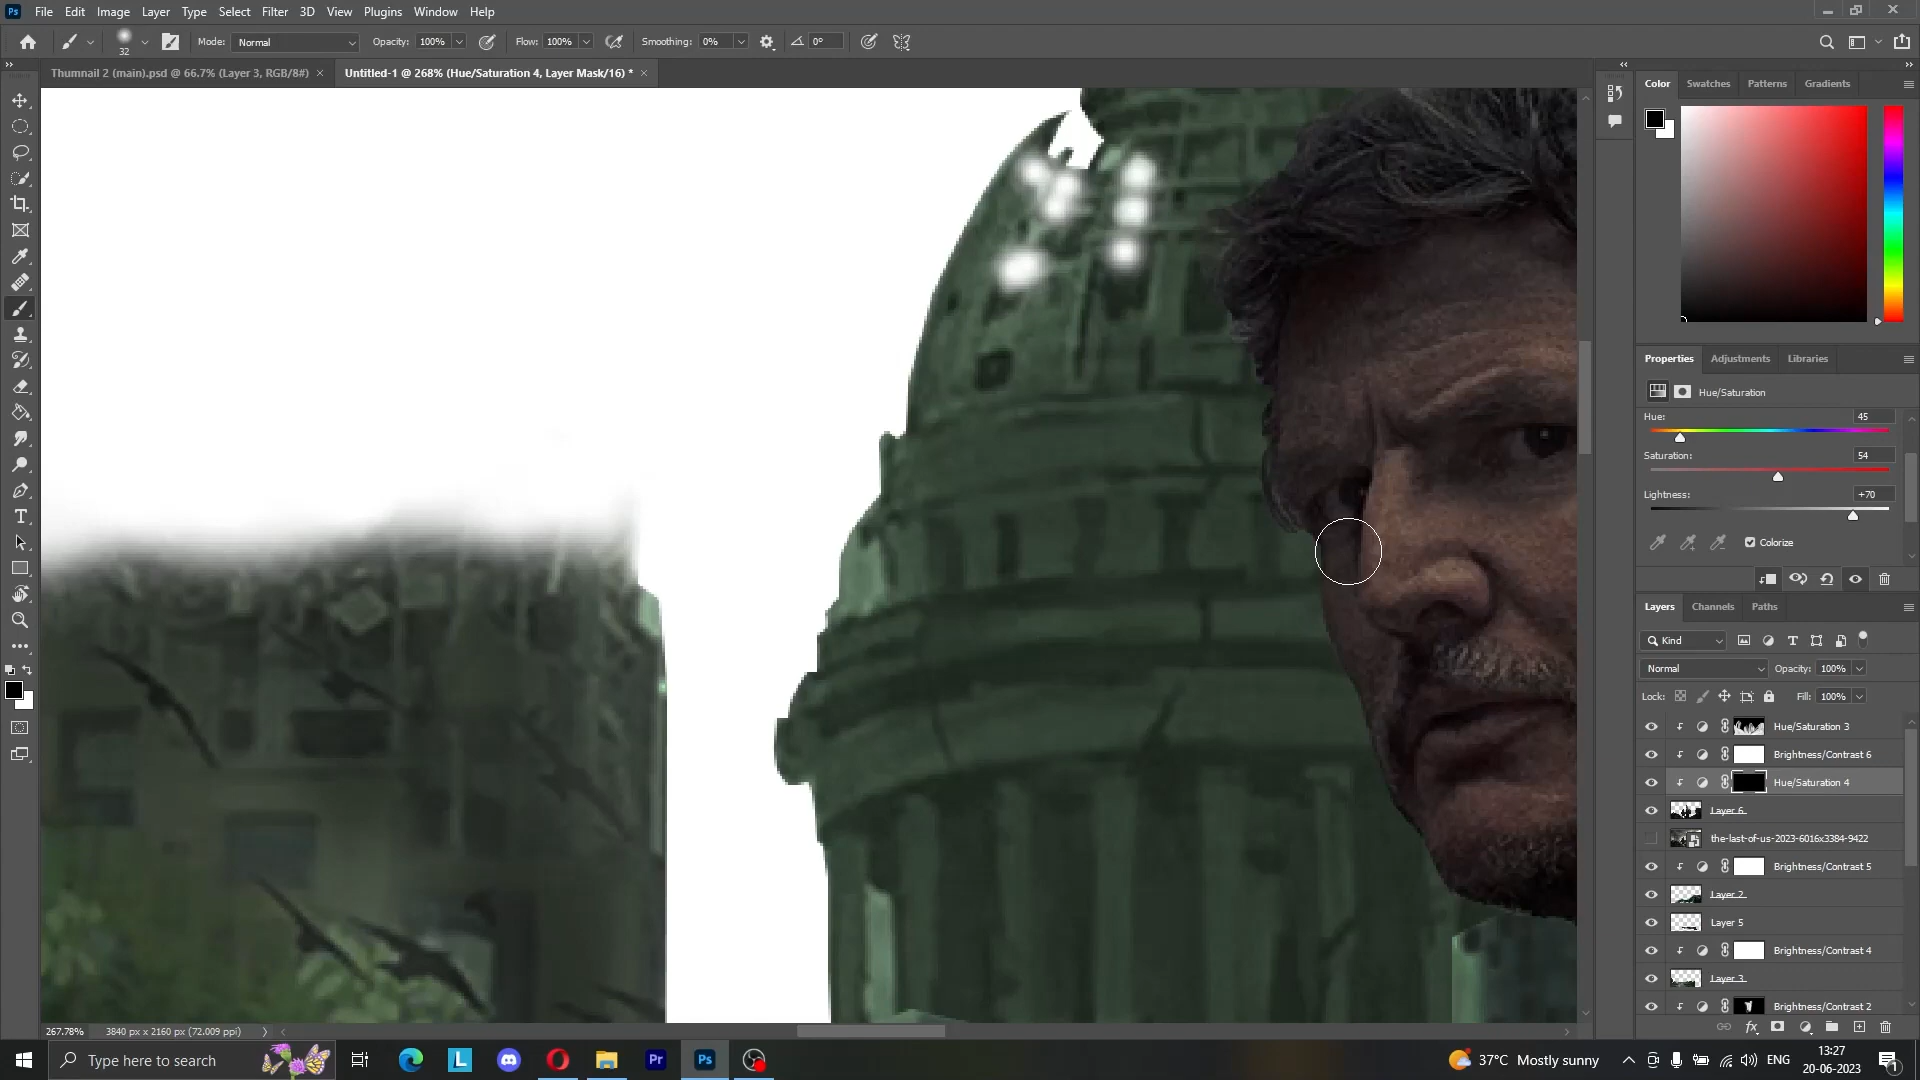 Ps File Edit Image Layer Type Select Filter 3D View Plugins Window Help
32 Mode: Normal Opacity: 100% Flow: 100% Smoothing: 0% 0°
Thumnail 2 (main).psd @ 66.7% (Layer 3, RGB/8#) × Untitled-1 @ 268% (Hue/Saturation 4, Layer Mask/16) * ×
Color Swatches Patterns Gradients
Properties Adjustments Libraries
Hue/Saturation
Hue: 45
Saturation: 54
Lightness: +70
Colorize
Layers Channels Paths
Kind
Normal Opacity: 100%
Lock: Fill: 100%
Hue/Saturation 3
Brightness/Contrast 6
Hue/Saturation 4
Layer 6
the-last-of-us-2023-6016x3384-9422
Brightness/Contrast 5
Layer 2
Layer 5
Brightness/Contrast 4
Layer 3
Brightness/Contrast 2
267.78% 3840 px x 2160 px (72.009 ppi)
Type here to search L Pr Ps 37°C Mostly sunny ENG 13:27
20-06-2023 1